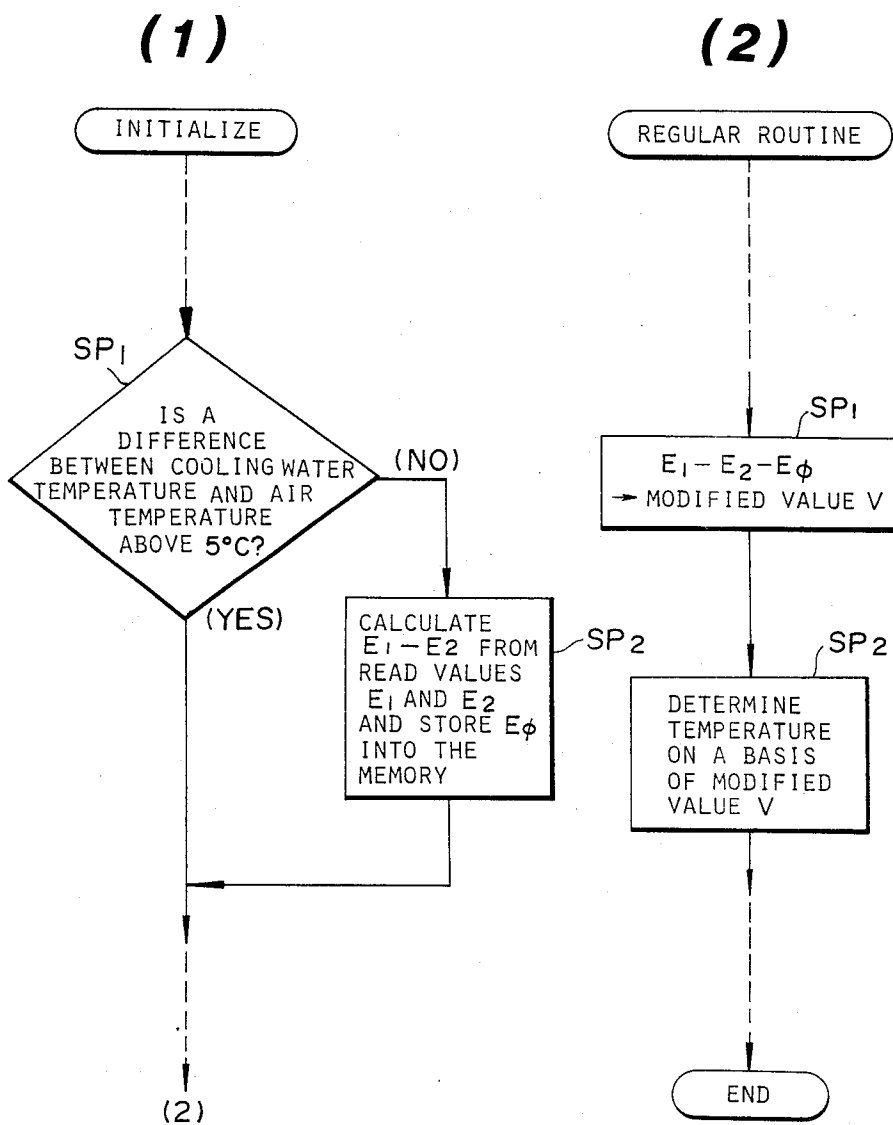 (1)
INITIALIZE
SP1
IS A
DIFFERENCE
BETWEEN COOLING WATER
TEMPERATURE AND AIR
TEMPERATURE
ABOVE 5°C?
(NO)
(YES)
CALCULATE
E1-E2 FROM
READ VALUES
E1 AND E2
AND STORE Eϕ
INTO THE
MEMORY
SP2
(2)
(2)
REGULAR ROUTINE
SP1
E1-E2-Eϕ
→ MODIFIED VALUE V
SP2
DETERMINE
TEMPERATURE
ON A BASIS
OF MODIFIED
VALUE V
END